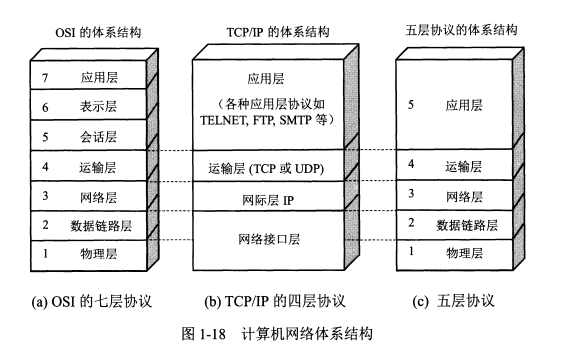 OSI 的体系结构
7 应用层
6 表示层
5 会话层
4 运输层
3 网络层
2 数据链路层
1 物理层
(a) OSI 的七层协议
TCP/IP 的体系结构
应用层
（各种应用层协议如
TELNET, FTP, SMTP 等）
运输层 (TCP 或 UDP)
网际层 IP
网络接口层
(b) TCP/IP 的四层协议
五层协议的体系结构
5 应用层
4 运输层
3 网络层
2 数据链路层
1 物理层
(c) 五层协议
图 1-18 计算机网络体系结构